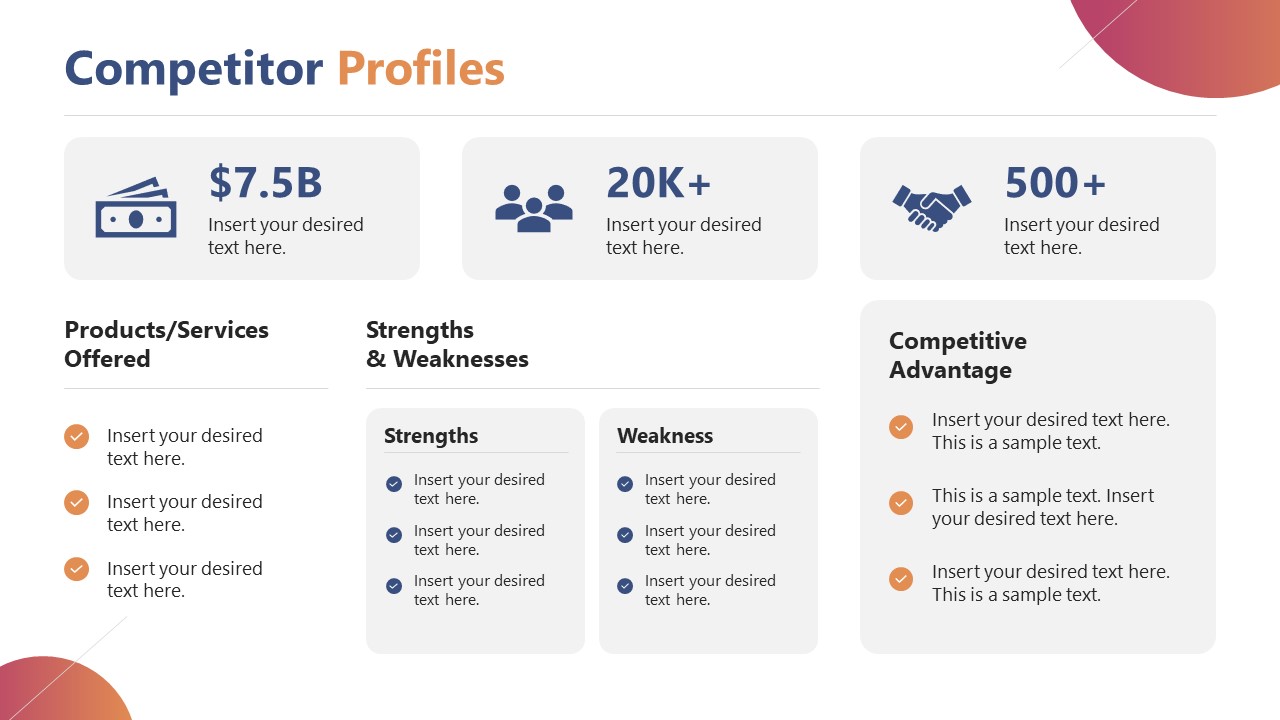 Competitor Profiles
$7.5B
Insert your desired
text here.
20K+
Insert your desired
text here.
500+
Insert your desired
text here.
Products/Services
Offered
Insert your desired
text here.
Insert your desired
text here.
Insert your desired
text here.
Strengths
& Weaknesses
Strengths
Insert your desired
text here.
Insert your desired
text here.
Insert your desired
text here.
Weakness
Insert your desired
text here.
Insert your desired
text here.
Insert your desired
text here.
Competitive
Advantage
Insert your desired text here.
This is a sample text.
This is a sample text. Insert
your desired text here.
Insert your desired text here.
This is a sample text.